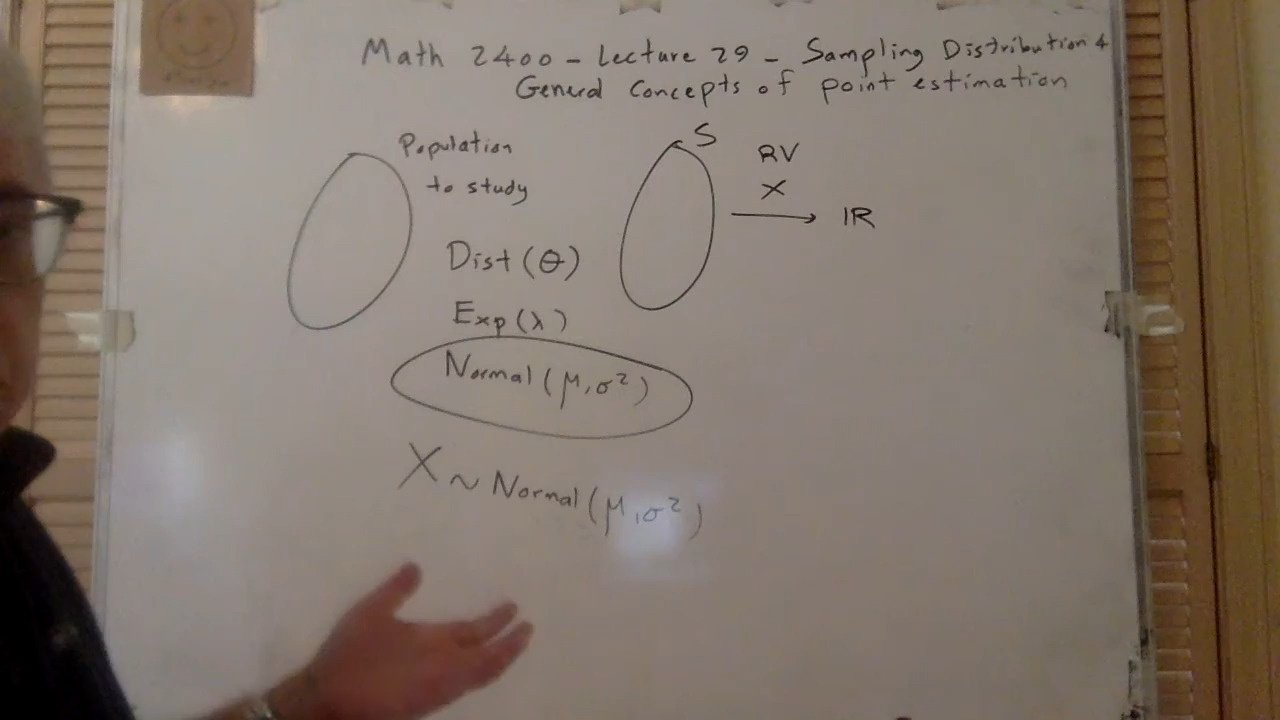 Math 2400 - Lecture 29 - Sampling Distribution &
General Concepts of point estimation
Population
to study
S
RV
X
IR
Dist (θ)
Exp (λ)
Normal (μ, σ²)
X ~ Normal (μ, σ²)